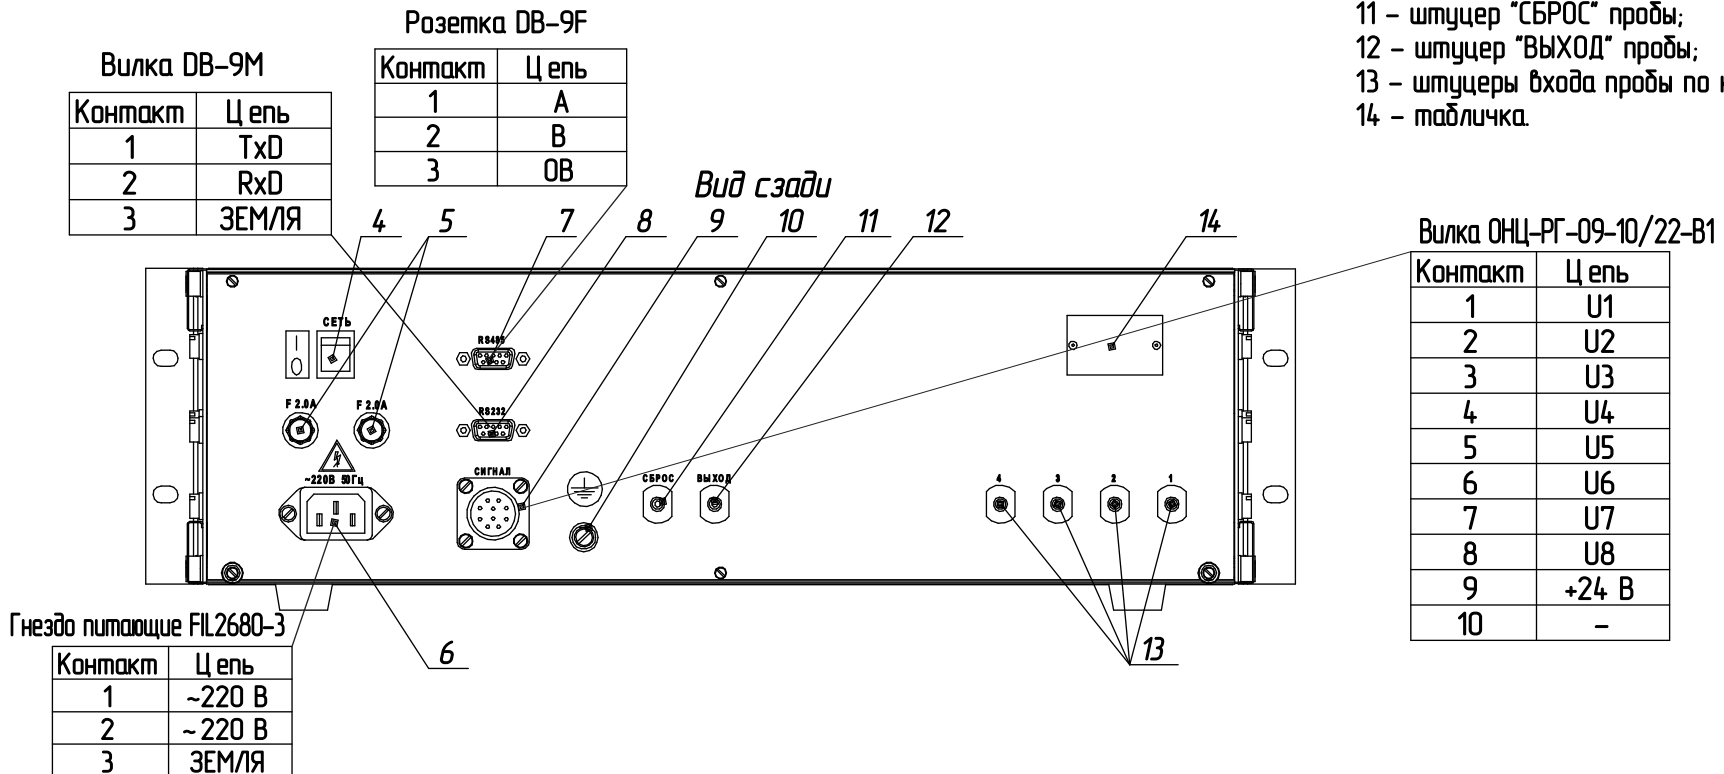 11 – штуцер "СБРОС" пробы;
12 – штуцер "ВЫХОД" пробы;
13 – штуцеры входа пробы по
14 – табличка.
Розетка DB–9F
Контакт Цепь
1 A
2 B
3 0B
Вилка DB–9M
Контакт Цепь
1 TxD
2 RxD
3 ЗЕМЛЯ
Вид сзади
4 5 7 8 9 10 11 12 14
Вилка ОНЦ–РГ–09–10/22–В1
Контакт Цепь
1 U1
2 U2
3 U3
4 U4
5 U5
6 U6
7 U7
8 U8
9 +24 В
10 –
СЕТЬ
RS485
F 2.0A F 2.0A
RS232
~220В 50Гц
СИГНАЛ
СБРОС ВЫХОД
4 3 2 1
Гнездо питающие FIL2680–3
Контакт Цепь
1 ~220 В
2 ~220 В
3 ЗЕМЛЯ
6
13